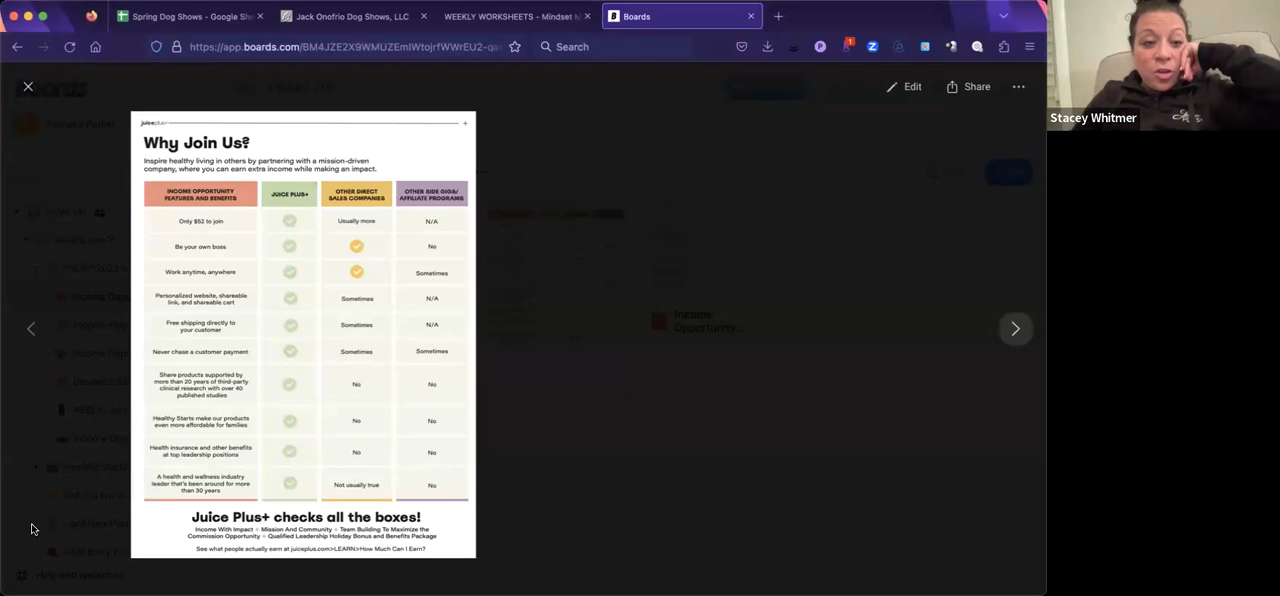 Spring Dog Shows - Google She
Jack Onofrio Dog Shows, LLC
WEEKLY WORKSHEETS - Mindset M
Boards
Search
Edit
Share
Stacey Whitmer
juiceplus+
Why Join Us?
Inspire healthy living in others by partnering with a mission-driven
company, where you can earn extra income while making an impact.
INCOME OPPORTUNITY
FEATURES AND BENEFITS
JUICE PLUS+
OTHER DIRECT
SALES COMPANIES
OTHER SIDE GIGS/
AFFILIATE PROGRAMS
Only $52 to join
Usually more
N/A
Be your own boss
No
Work anytime, anywhere
Sometimes
Personalized website, shareable
link, and shareable cart
Sometimes
N/A
Free shipping directly to
your customer
Sometimes
N/A
Never chase a customer payment
Sometimes
Sometimes
Share products supported by
more than 20 years of third-party
clinical research with over 40
published studies
No
No
Healthy Starts make our products
even more affordable for families
No
No
Health insurance and other benefits
at top leadership positions
No
No
A health and wellness industry
leader that's been around for more
than 30 years
Not usually true
No
Juice Plus+ checks all the boxes!
Income With Impact + Mission And Community + Team Building To Maximize the
Commission Opportunity + Qualified Leadership Holiday Bonus and Benefits Package
See what people actually earn at juiceplus.com>LEARN>How Much Can I Earn?
Income
Opportunity...
Help and resources